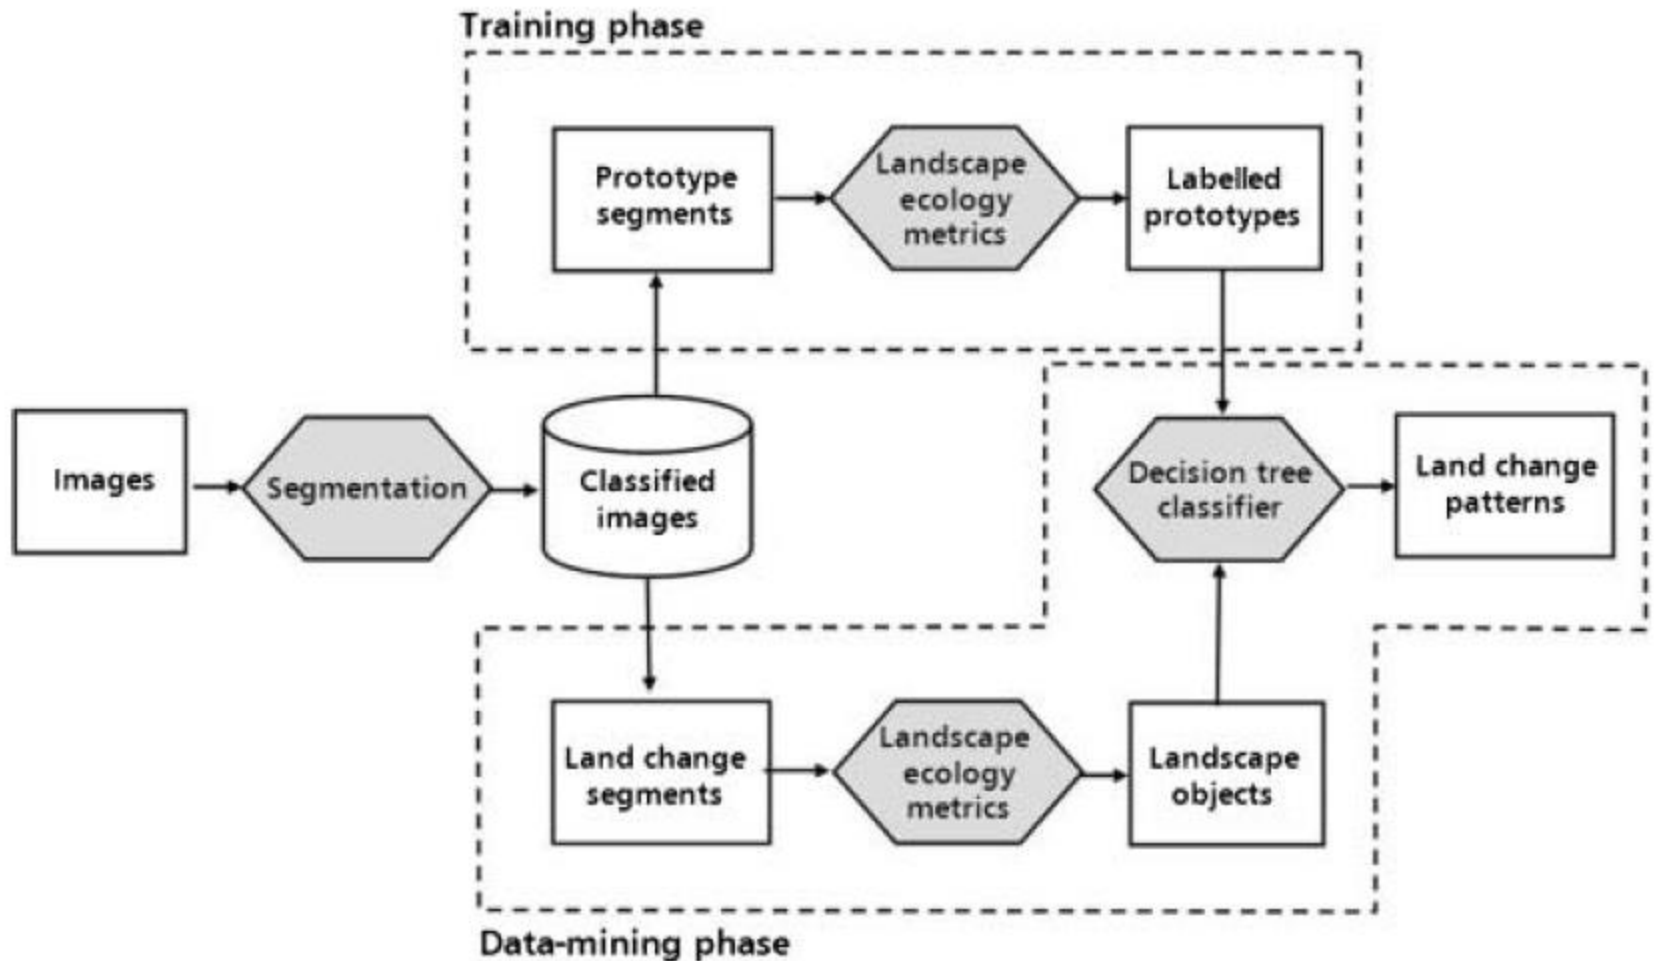 Training phase
Prototype
segments
Landscape
ecology
metrics
Labelled
prototypes
Images
Segmentation
Classified
images
Decision tree
classifier
Land change
patterns
Land change
segments
Landscape
ecology
metrics
Landscape
objects
Data-mining phase